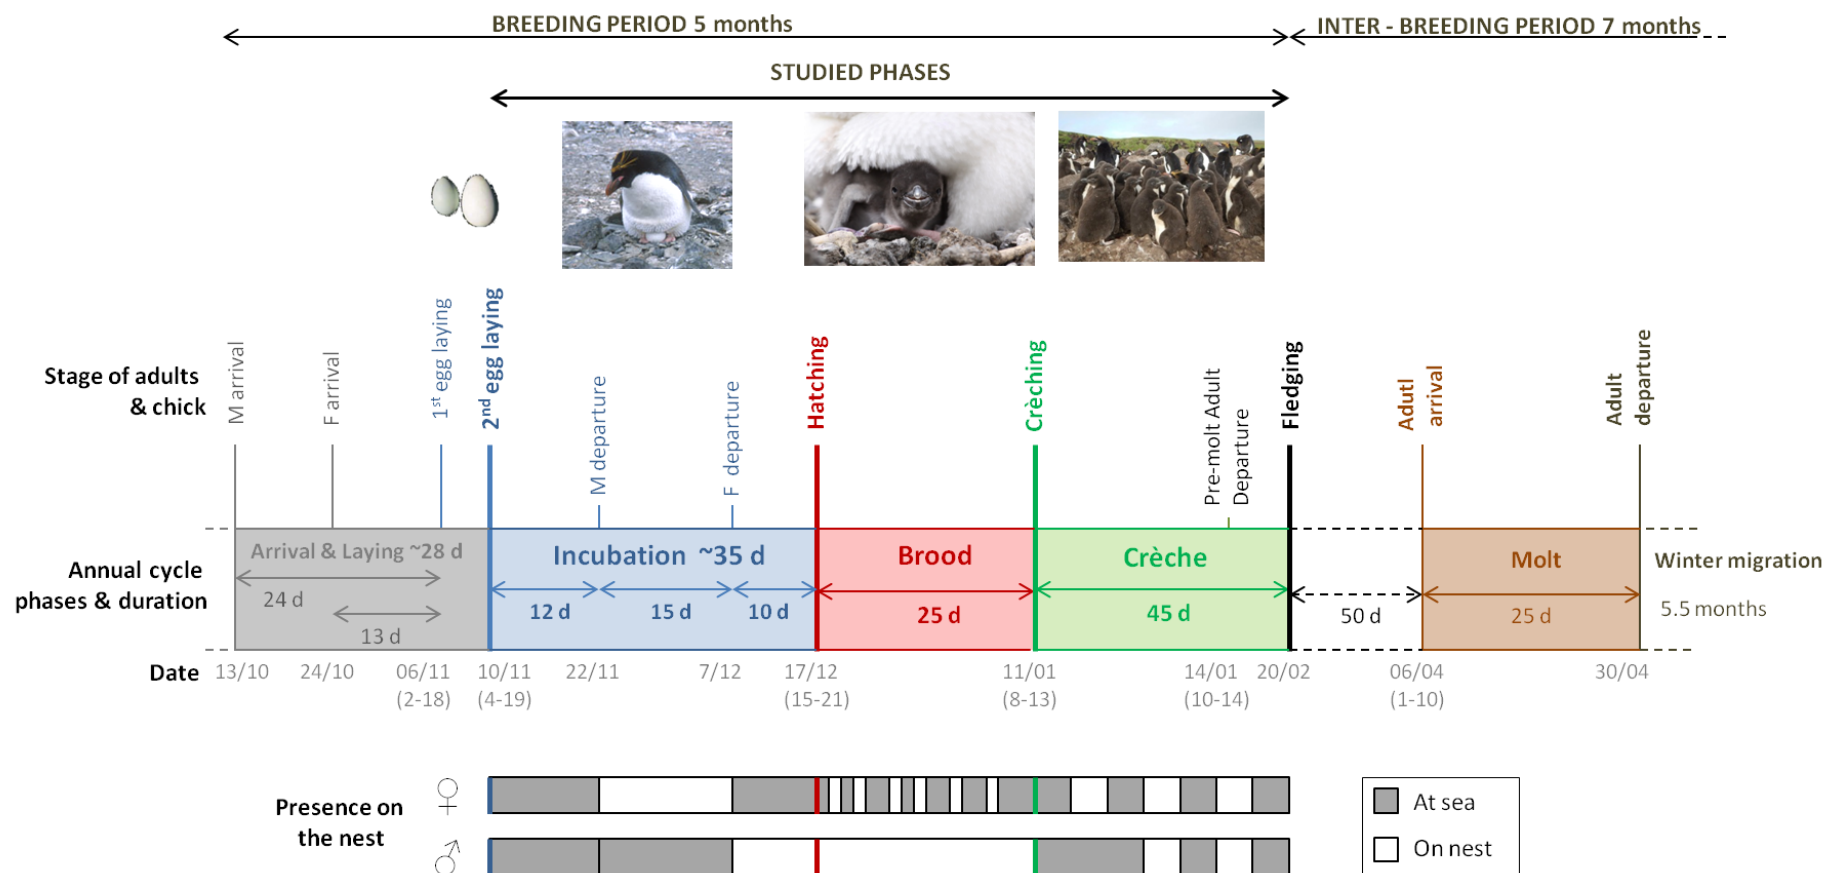 BREEDING PERIOD 5 months
INTER - BREEDING PERIOD 7 months
STUDIED PHASES
Stage of adults
& chick
M arrival
F arrival
1st egg laying
2nd egg laying
M departure
F departure
Hatching
Crèching
Pre-molt Adult
Departure
Fledging
Adutl
arrival
Adult
departure
Annual cycle
phases & duration
Arrival & Laying ~28 d
24 d
13 d
Incubation ~35 d
12 d
15 d
10 d
Brood
25 d
Crèche
45 d
50 d
Molt
25 d
Winter migration
5.5 months
Date
13/10
24/10
06/11
(2-18)
10/11
(4-19)
22/11
7/12
17/12
(15-21)
11/01
(8-13)
14/01
(10-14)
20/02
06/04
(1-10)
30/04
Presence on
the nest
♀
♂
At sea
On nest